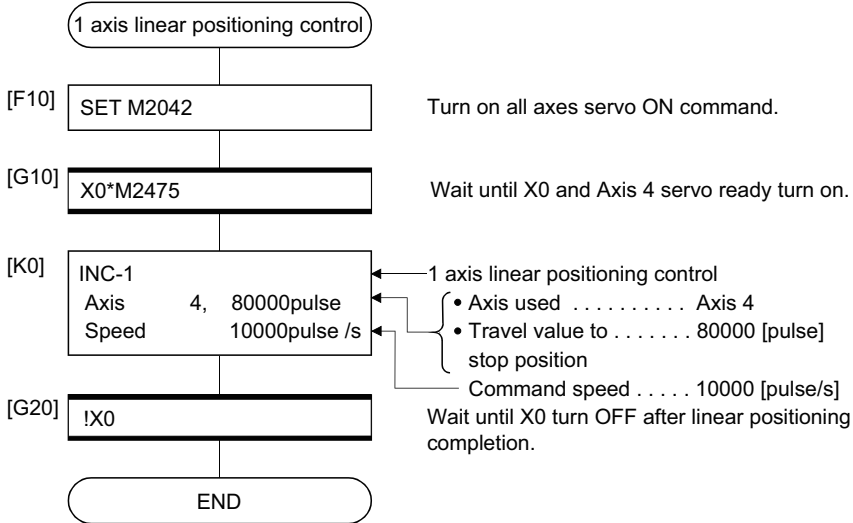 1 axis linear positioning control
[F10] SET M2042 Turn on all axes servo ON command.
[G10] X0*M2475 Wait until X0 and Axis 4 servo ready turn on.
[K0] INC-1 1 axis linear positioning control
Axis 4, 80000pulse • Axis used . . . . . . . . . . Axis 4
Speed 10000pulse /s • Travel value to . . . . . . . 80000 [pulse]
stop position
Command speed . . . . . 10000 [pulse/s]
[G20] !X0 Wait until X0 turn OFF after linear positioning
completion.
END